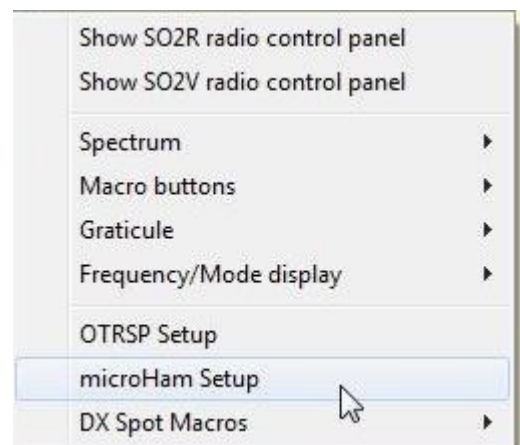 Show SO2R radio control panel
Show SO2V radio control panel
Spectrum
Macro buttons
Graticule
Frequency/Mode display
OTRSP Setup
microHam Setup
DX Spot Macros